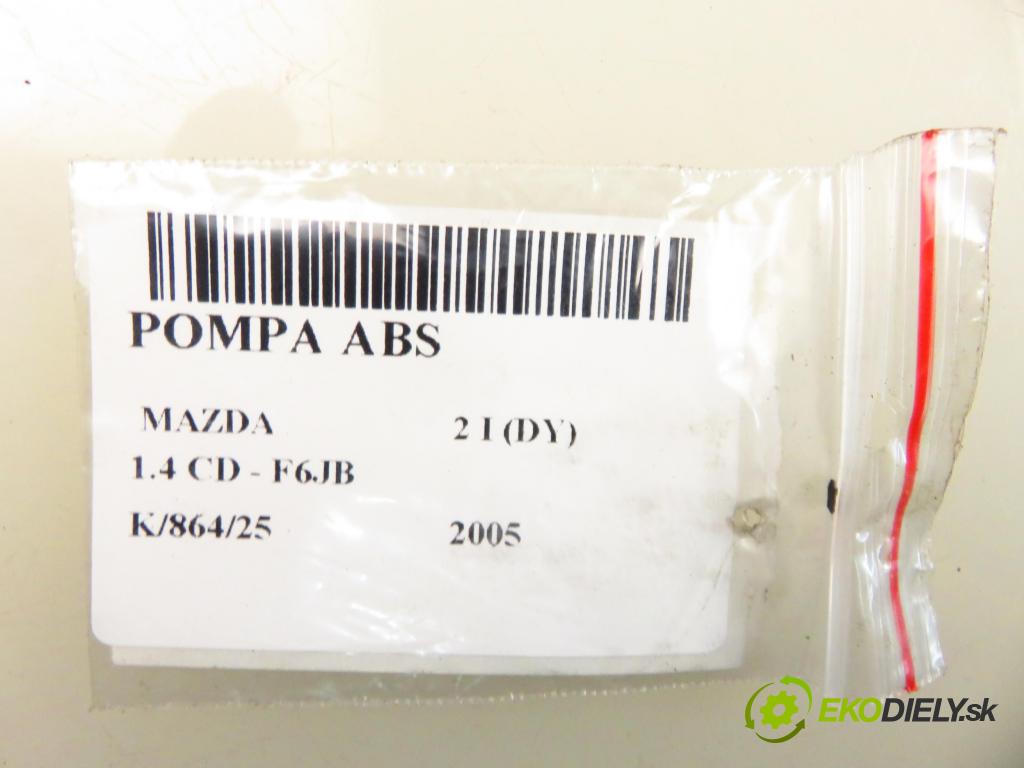 POMPA ABS
MAZDA 2 I (DY)
1.4 CD - F6JB
K/864/25 2005
EKODIELY.sk